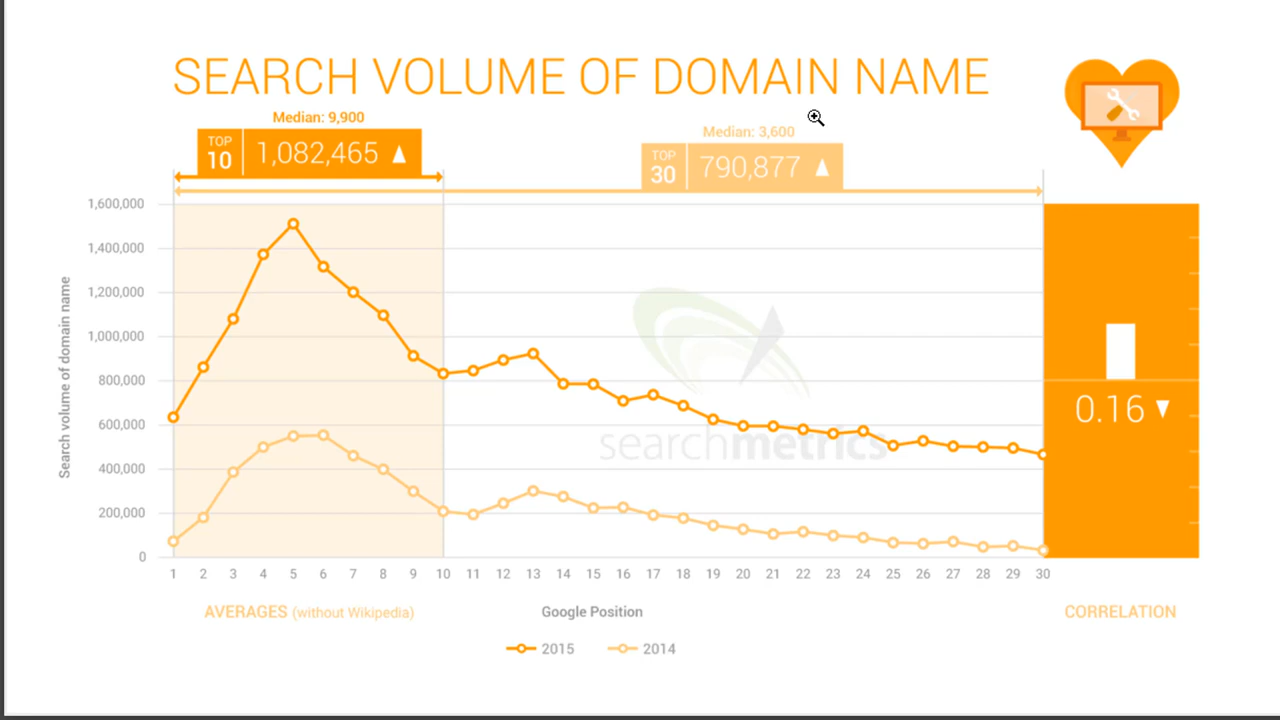 SEARCH VOLUME OF DOMAIN NAME
Median: 9,900
TOP 10 1,082,465
Median: 3,600
TOP 30 790,877
1,600,000
1,400,000
1,200,000
1,000,000
800,000
600,000
400,000
200,000
0
Search volume of domain name
searchmetrics
0.16
1 2 3 4 5 6 7 8 9 10 11 12 13 14 15 16 17 18 19 20 21 22 23 24 25 26 27 28 29 30
AVERAGES (without Wikipedia)
Google Position
CORRELATION
2015 2014